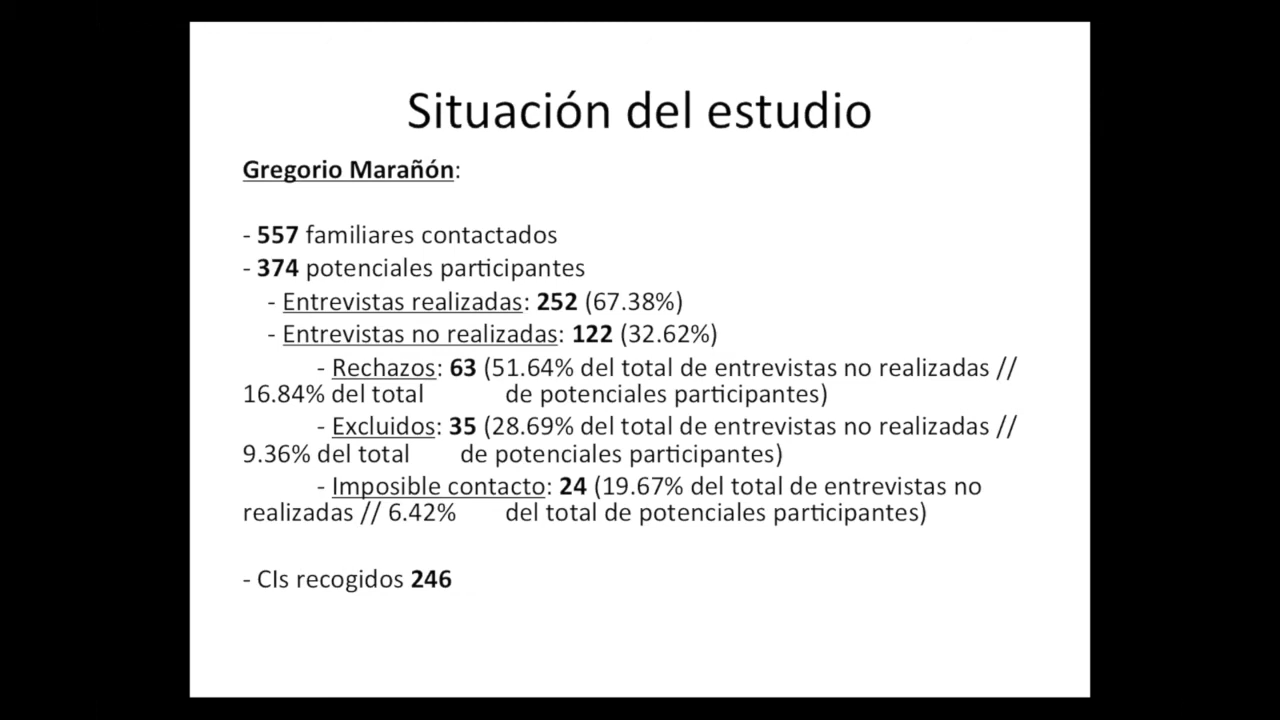 Situación del estudio
Gregorio Marañón:
- 557 familiares contactados
- 374 potenciales participantes
- Entrevistas realizadas: 252 (67.38%)
- Entrevistas no realizadas: 122 (32.62%)
- Rechazos: 63 (51.64% del total de entrevistas no realizadas //
16.84% del total de potenciales participantes)
- Excluidos: 35 (28.69% del total de entrevistas no realizadas //
9.36% del total de potenciales participantes)
- Imposible contacto: 24 (19.67% del total de entrevistas no
realizadas // 6.42% del total de potenciales participantes)
- CIs recogidos 246